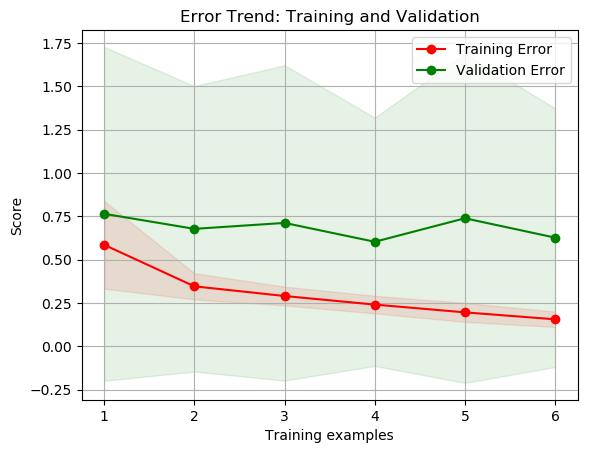 Error Trend: Training and Validation
Training Error
Validation Error
Score
1.75
1.50
1.25
1.00
0.75
0.50
0.25
0.00
−0.25
1 2 3 4 5 6
Training examples